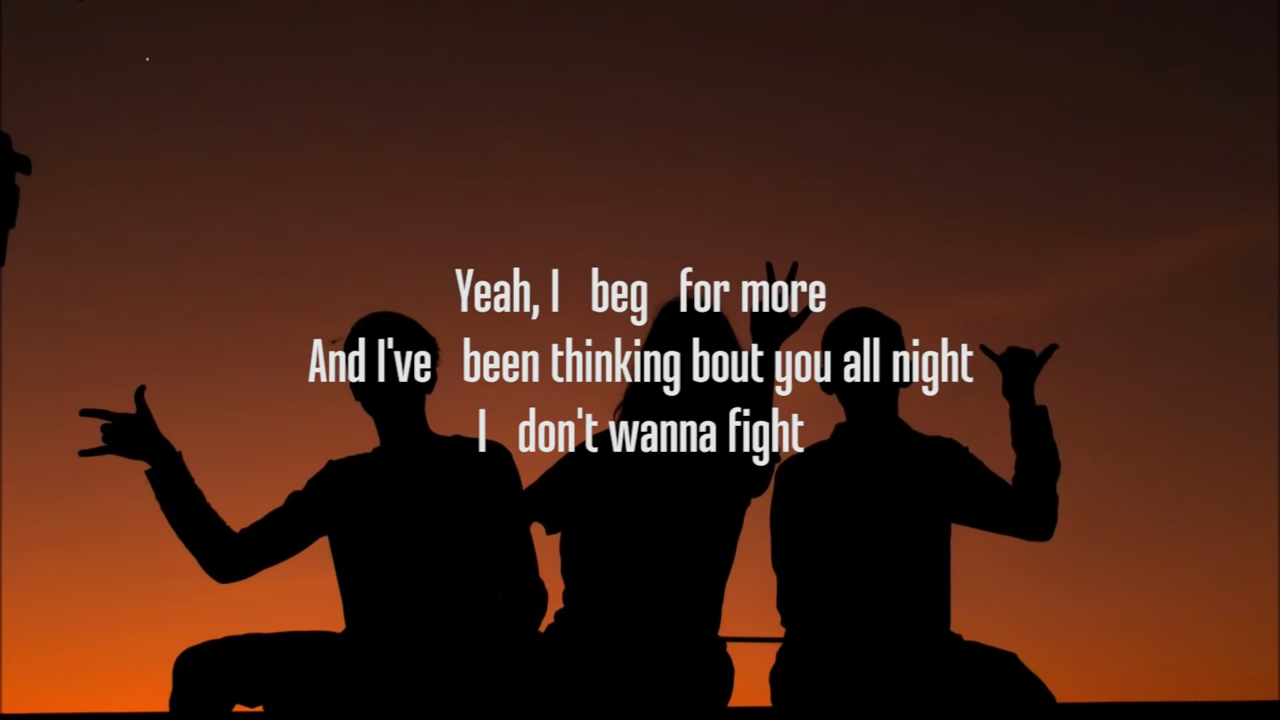 Yeah, I beg for more
And I've been thinking bout you all night
I don't wanna fight